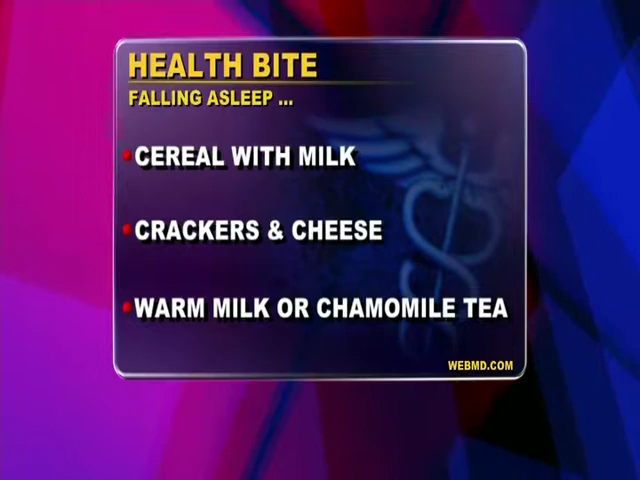 HEALTH BITE
FALLING ASLEEP ...
CEREAL WITH MILK
CRACKERS & CHEESE
WARM MILK OR CHAMOMILE TEA
WEBMD.COM